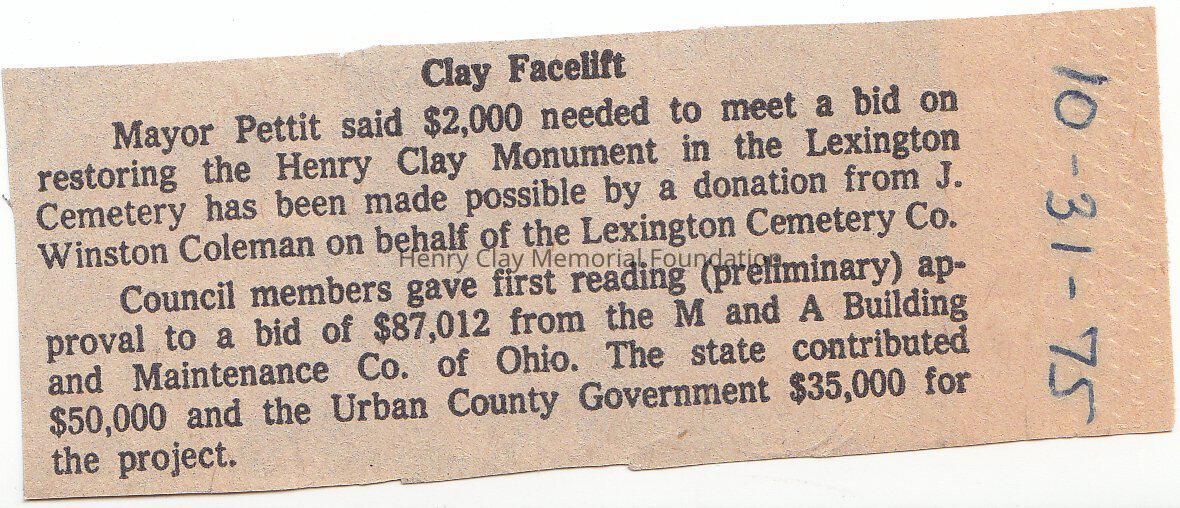 Clay Facelift
Mayor Pettit said $2,000 needed to meet a bid on
restoring the Henry Clay Monument in the Lexington
Cemetery has been made possible by a donation from J.
Winston Coleman on behalf of the Lexington Cemetery Co.
Henry Clay Memorial Foundation
Council members gave first reading (preliminary) ap-
proval to a bid of $87,012 from the M and A Building
and Maintenance Co. of Ohio. The state contributed
$50,000 and the Urban County Government $35,000 for
the project.
10-31-75